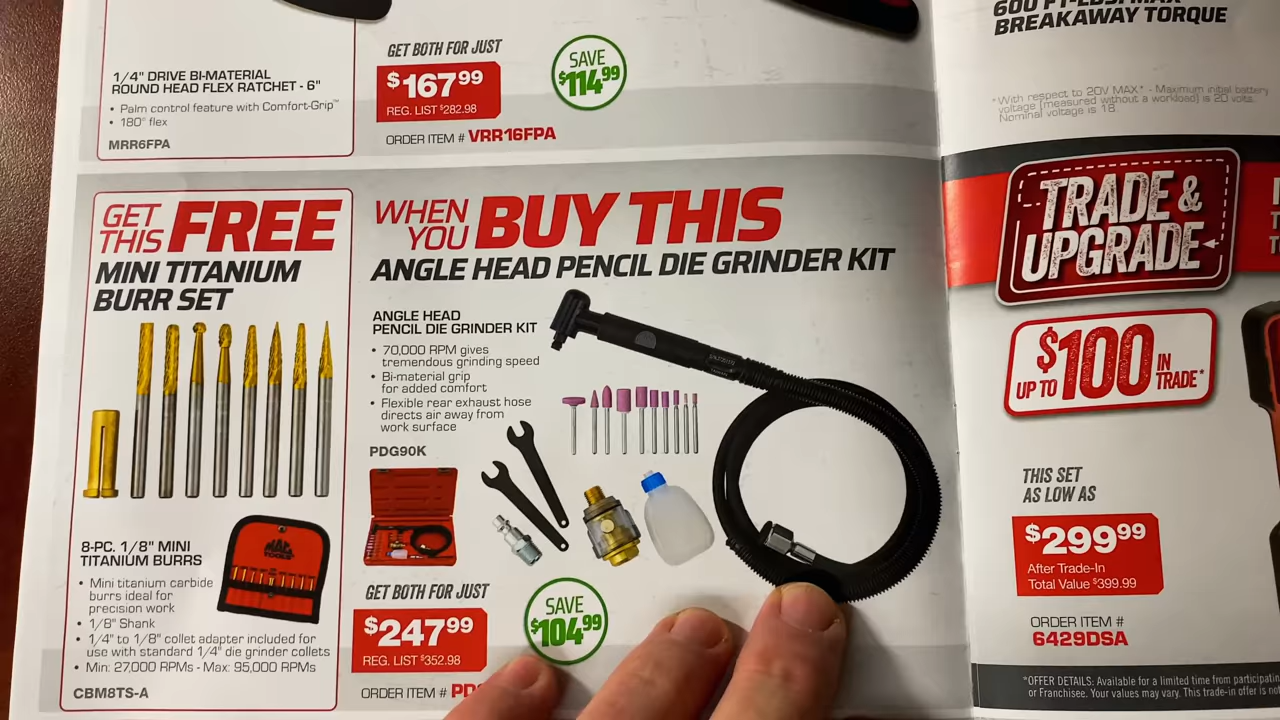 1/4" DRIVE BI-MATERIAL
ROUND HEAD FLEX RATCHET - 6"
• Palm control feature with Comfort-Grip™
• 180° flex
MRR6FPA
GET BOTH FOR JUST
$167.99
REG. LIST $282.98
SAVE
$114.99
ORDER ITEM # VRR16FPA
GET THIS FREE
MINI TITANIUM
BURR SET
8-PC. 1/8" MINI
TITANIUM BURRS
MAC
TOOLS
• Mini titanium carbide
burrs ideal for
precision work
• 1/8" Shank
• 1/4" to 1/8" collet adapter included for
use with standard 1/4" die grinder collets
• Min: 27,000 RPMs - Max: 95,000 RPMs
CBM8TS-A
WHEN YOU BUY THIS
ANGLE HEAD PENCIL DIE GRINDER KIT
ANGLE HEAD
PENCIL DIE GRINDER KIT
• 70,000 RPM gives
tremendous grinding speed
• Bi-material grip
for added comfort
• Flexible rear exhaust hose
directs air away from
work surface
PDG90K
GET BOTH FOR JUST
$247.99
REG. LIST $352.98
SAVE
$104.99
ORDER ITEM #
600 FT-LBS. MAX
BREAKAWAY TORQUE
*With respect to 20V MAX* - Maximum initial battery
voltage (measured without a workload) is 20 volts.
Nominal voltage is 18
TRADE &
UPGRADE
UP TO $100 IN TRADE*
THIS SET
AS LOW AS
$299.99
After Trade-In
Total Value $399.99
ORDER ITEM #
6429DSA
*OFFER DETAILS: Available for a limited time from
or Franchisee. Your values may vary. This trade-in offer is